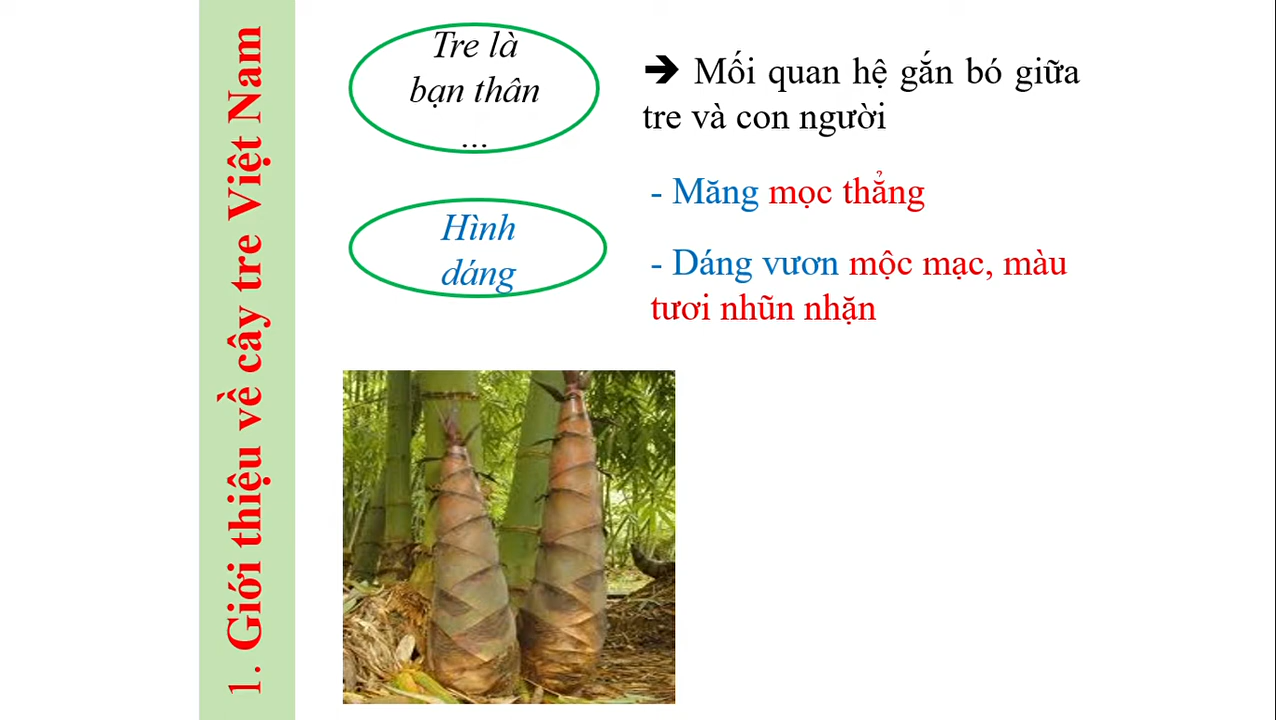 1. Giới thiệu về cây tre Việt Nam
Tre là
bạn thân
...
➔ Mối quan hệ gắn bó giữa
tre và con người
Hình
dáng
- Măng mọc thẳng
- Dáng vươn mộc mạc, màu
tươi nhũn nhặn